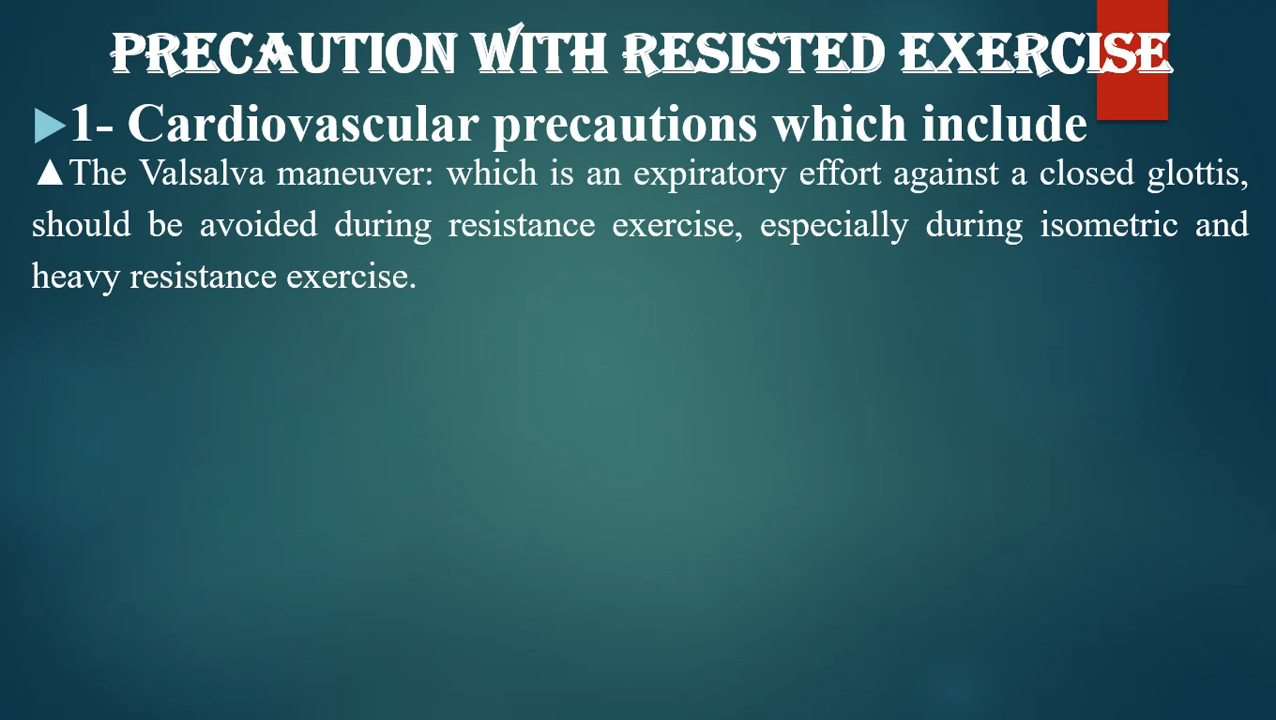 PRECAUTION WITH RESISTED EXERCISE
▶1- Cardiovascular precautions which include
▲The Valsalva maneuver: which is an expiratory effort against a closed glottis,
should be avoided during resistance exercise, especially during isometric and
heavy resistance exercise.